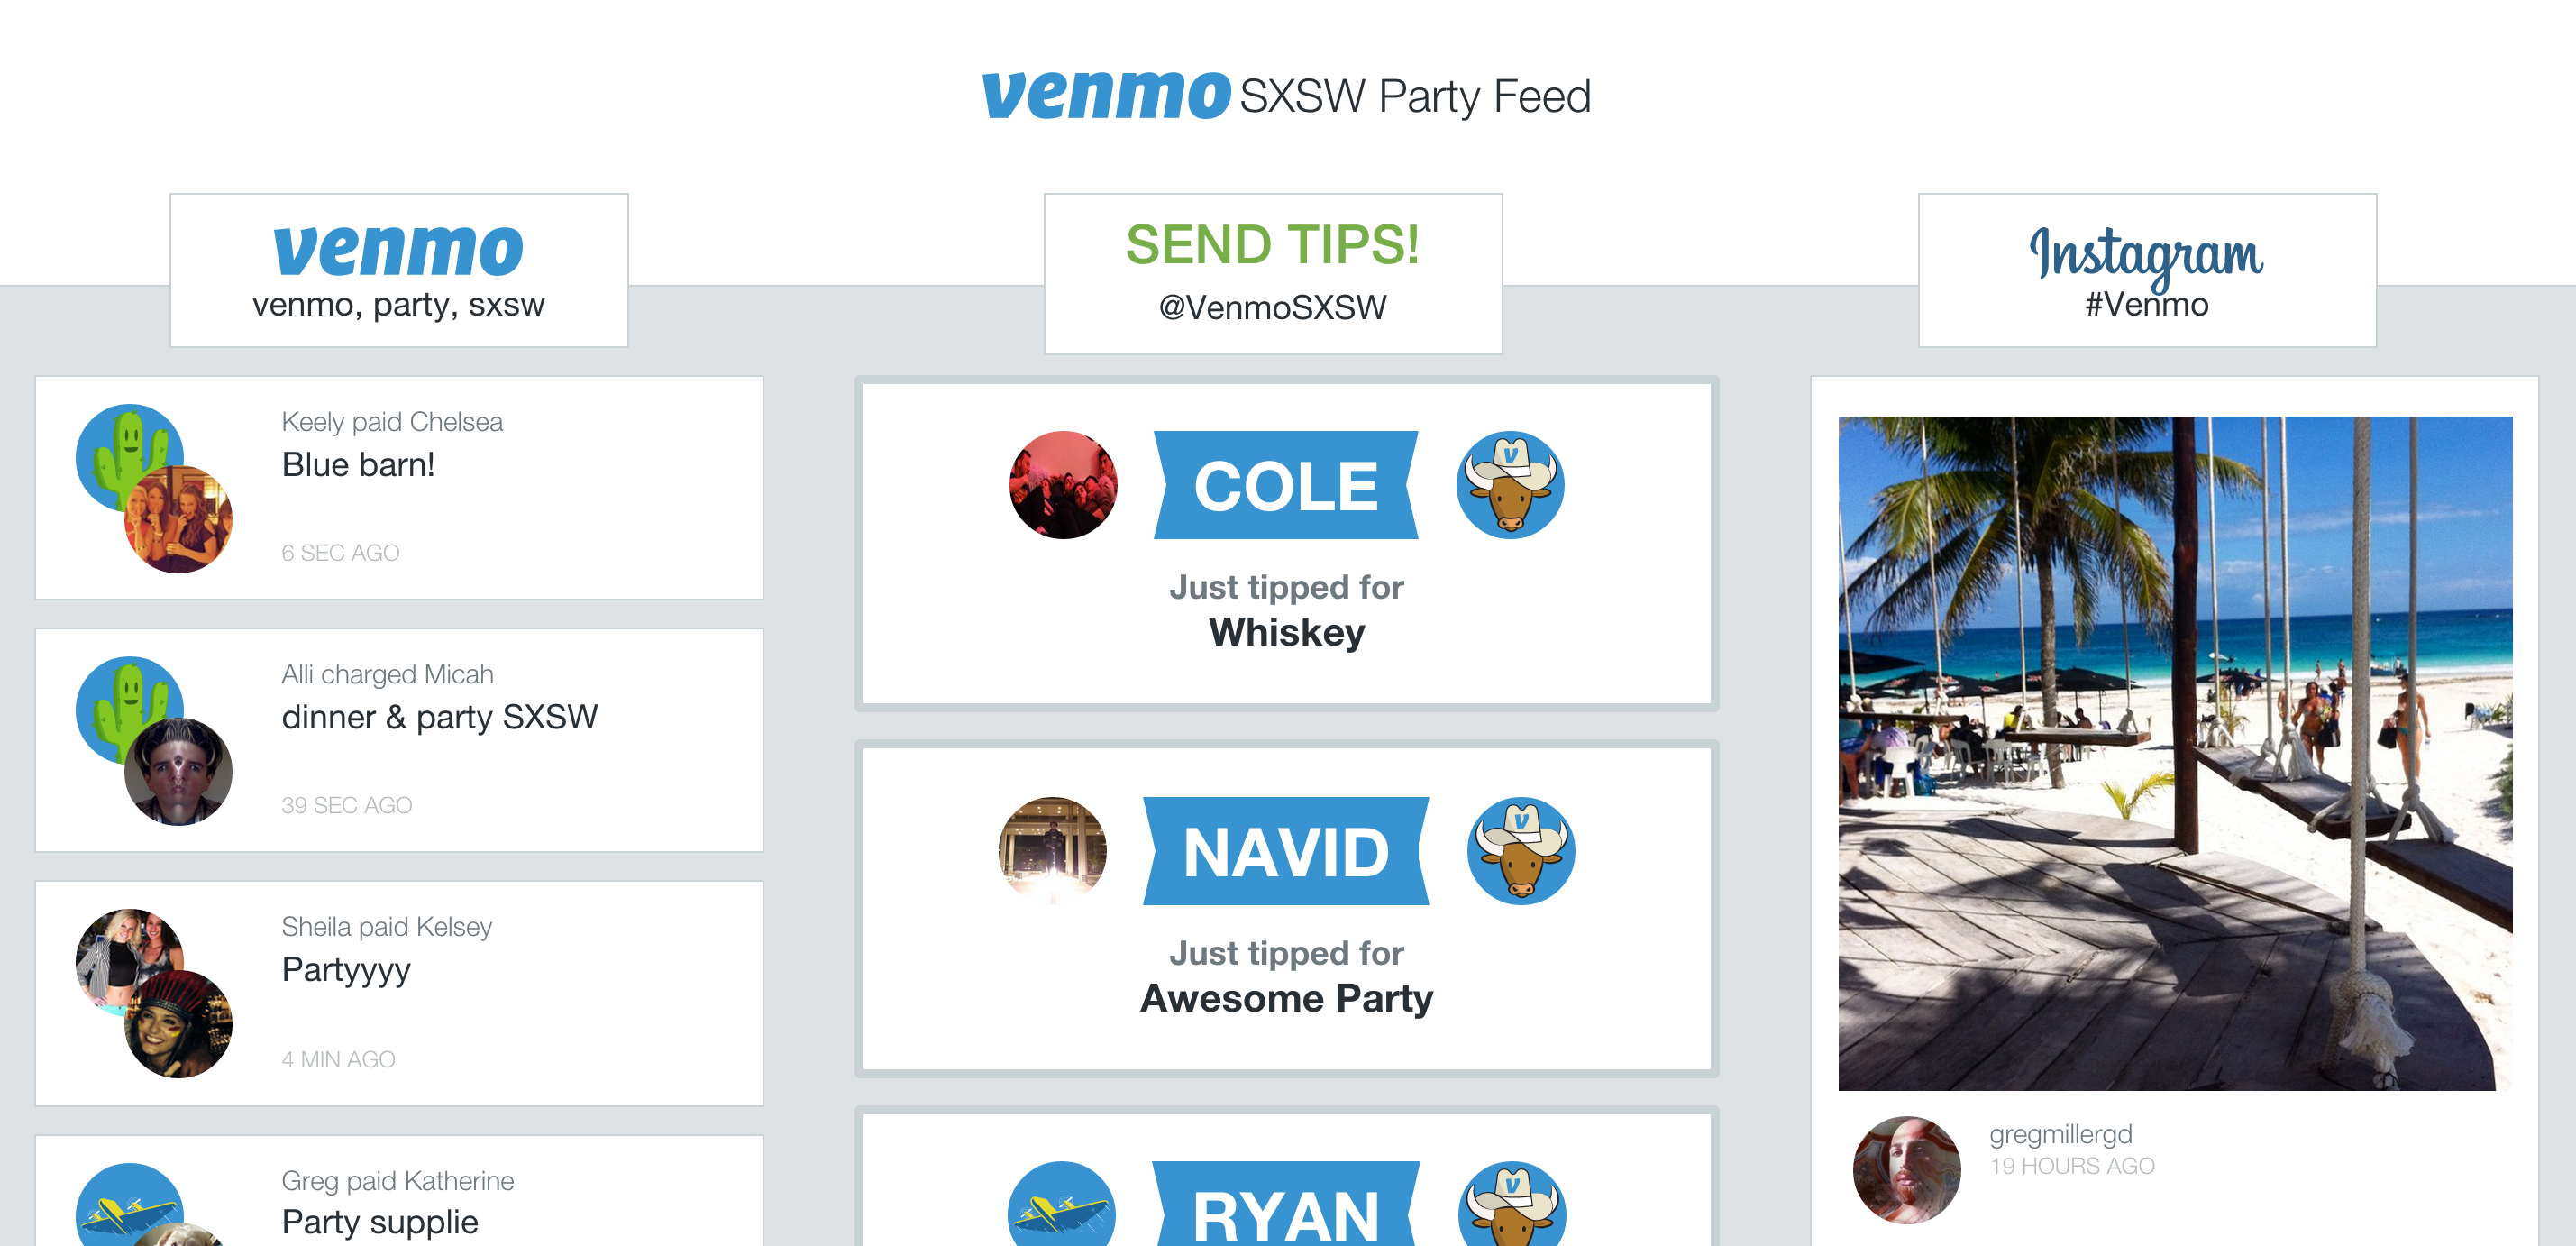 venmo SXSW Party Feed
venmo
venmo, party, sxsw
Keely paid Chelsea
Blue barn!
6 SEC AGO
Alli charged Micah
dinner & party SXSW
39 SEC AGO
Sheila paid Kelsey
Partyyyy
4 MIN AGO
Greg paid Katherine
Party supplie
SEND TIPS!
@VenmoSXSW
COLE
V
Just tipped for
Whiskey
NAVID
V
Just tipped for
Awesome Party
RYAN
V
Instagram
#Venmo
gregmillergd
19 HOURS AGO